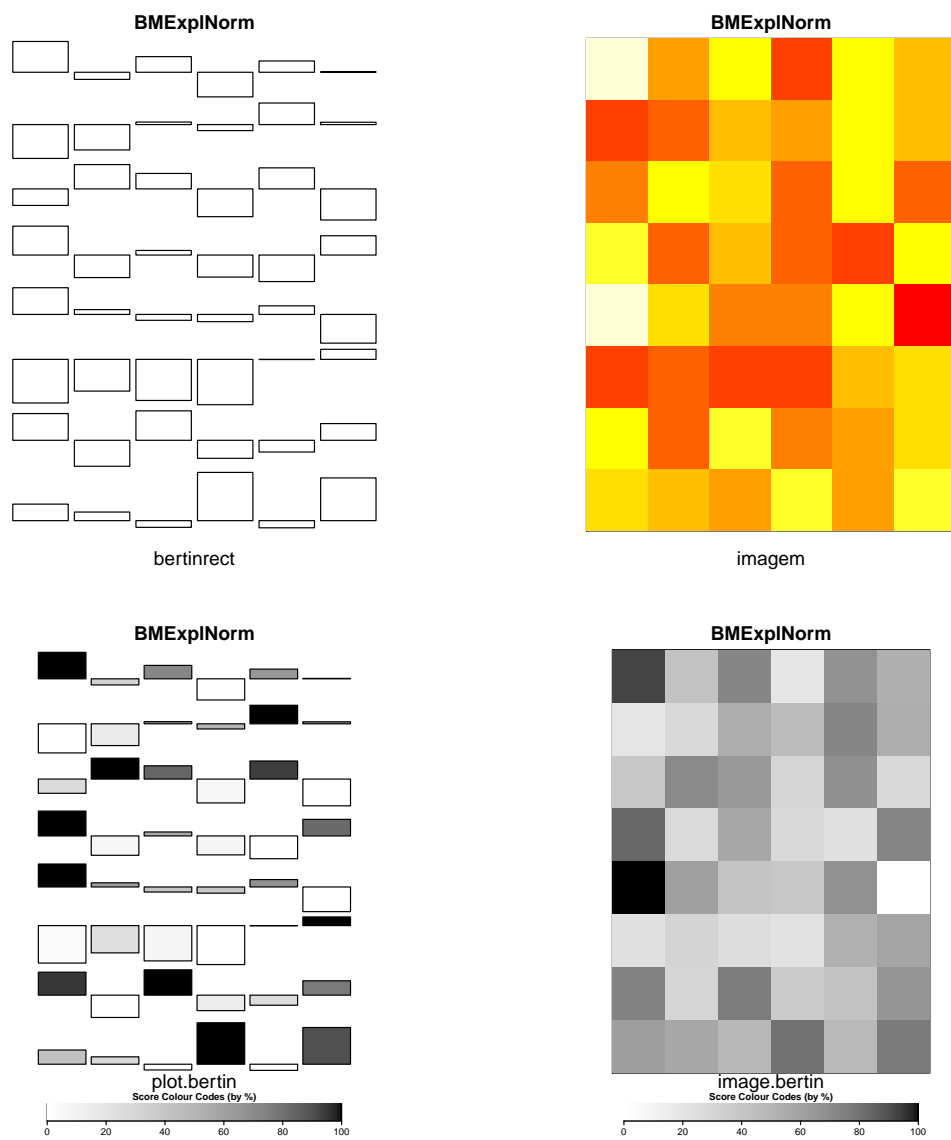 BMExplNorm
BMExplNorm
bertinrect
imagem
BMExplNorm
BMExplNorm
plot.bertin
Score Colour Codes (by %)
0 20 40 60 80 100
image.bertin
Score Colour Codes (by %)
0 20 40 60 80 100